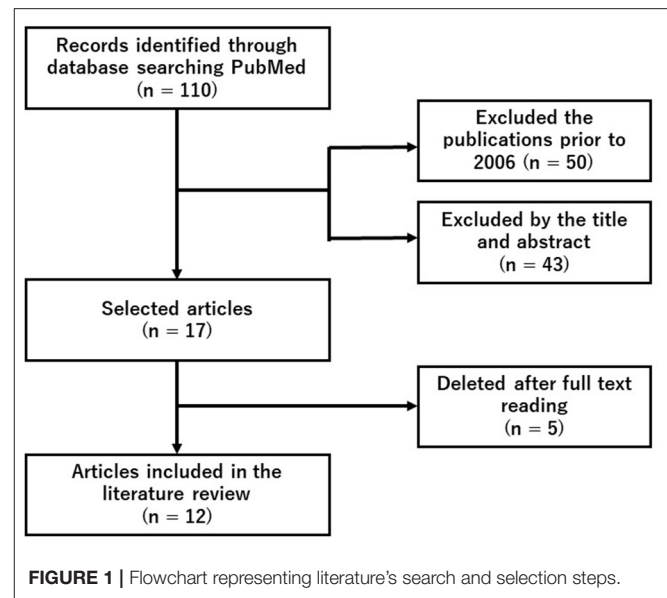 Records identified through
database searching PubMed
(n = 110)
Excluded the
publications prior to
2006 (n = 50)
Excluded by the title
and abstract
(n = 43)
Selected articles
(n = 17)
Deleted after full text
reading
(n = 5)
Articles included in the
literature review
(n = 12)
FIGURE 1 | Flowchart representing literature's search and selection steps.